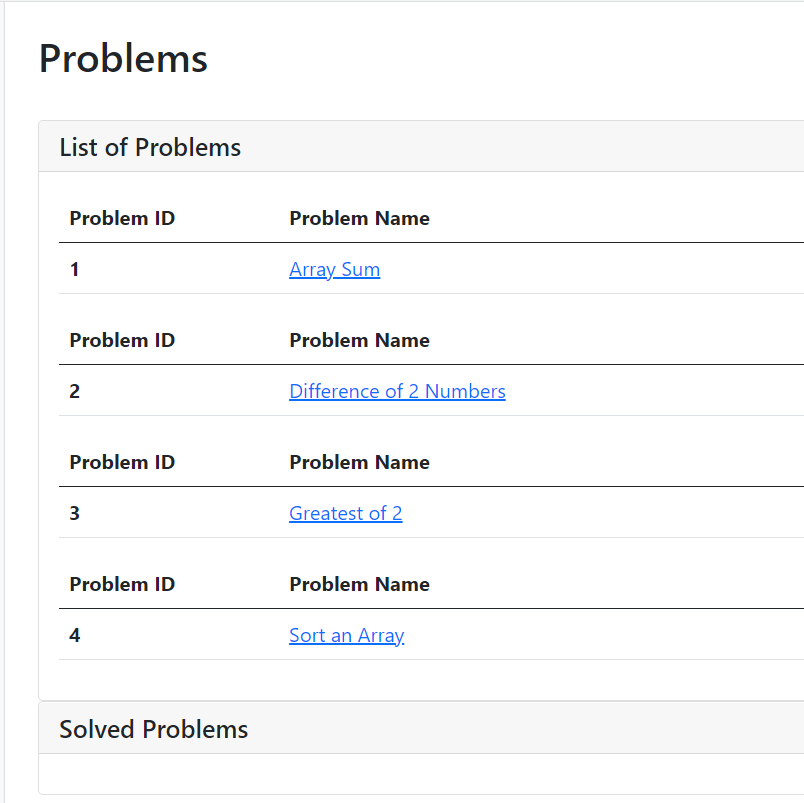 Problems
List of Problems
Problem ID Problem Name
1 Array Sum
Problem ID Problem Name
2 Difference of 2 Numbers
Problem ID Problem Name
3 Greatest of 2
Problem ID Problem Name
4 Sort an Array
Solved Problems